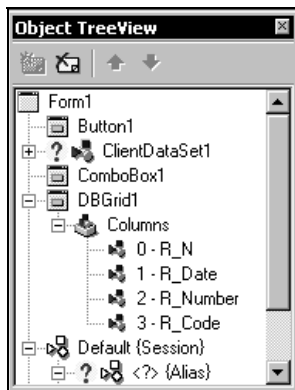 Object TreeView
Form1
Button1
? ClientDataSet1
ComboBox1
DBGrid1
Columns
0 - R_N
1 - R_Date
2 - R_Number
3 - R_Code
Default {Session}
? <?> {Alias}